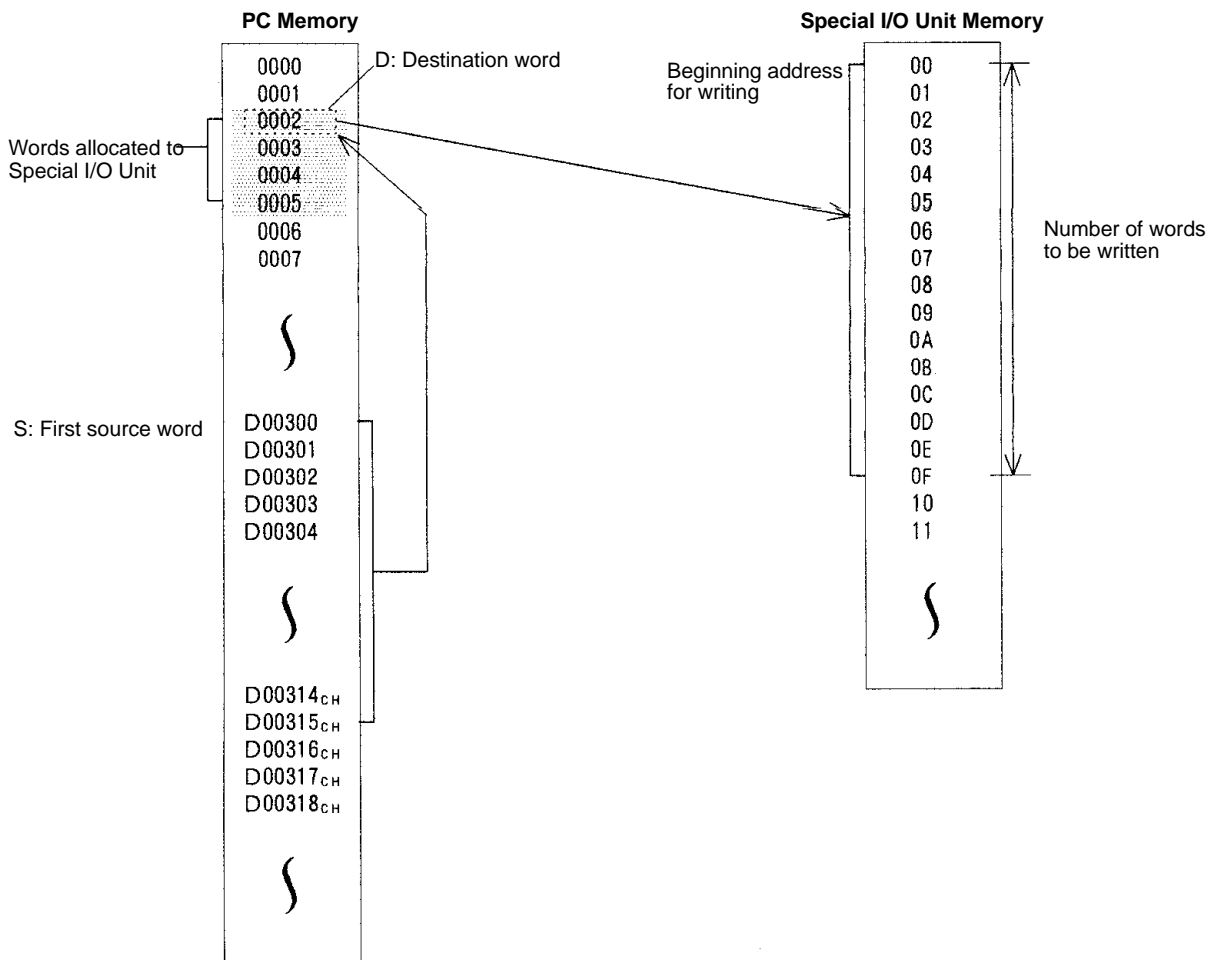 PC Memory
Special I/O Unit Memory
D: Destination word
Beginning address
for writing
Words allocated to
Special I/O Unit
S: First source word
0000
0001
0002
0003
0004
0005
0006
0007
D00300
D00301
D00302
D00303
D00304
D00314CH
D00315CH
D00316CH
D00317CH
D00318CH
00
01
02
03
04
05
06
07
08
09
0A
0B
0C
0D
0E
0F
10
11
Number of words
to be written